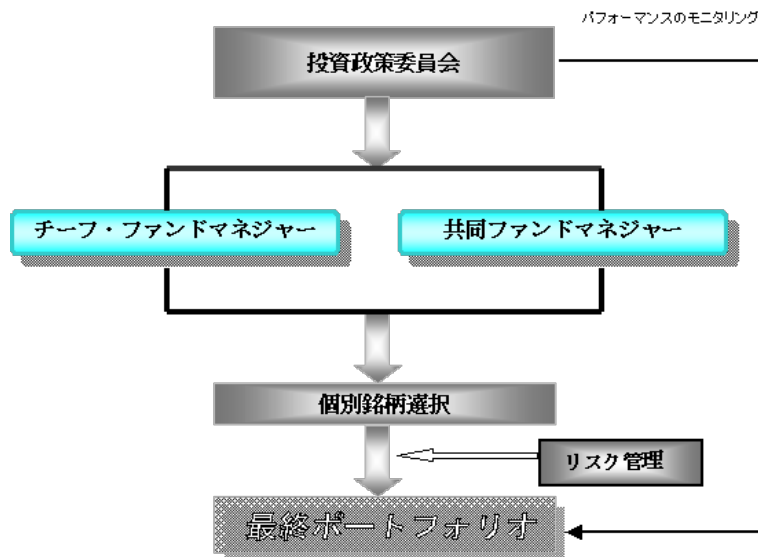 パフォーマンスのモニタリング
投資政策委員会
チーフ・ファンドマネジャー
共同ファンドマネジャー
個別銘柄選択
リスク管理
最終ポートフォリオ